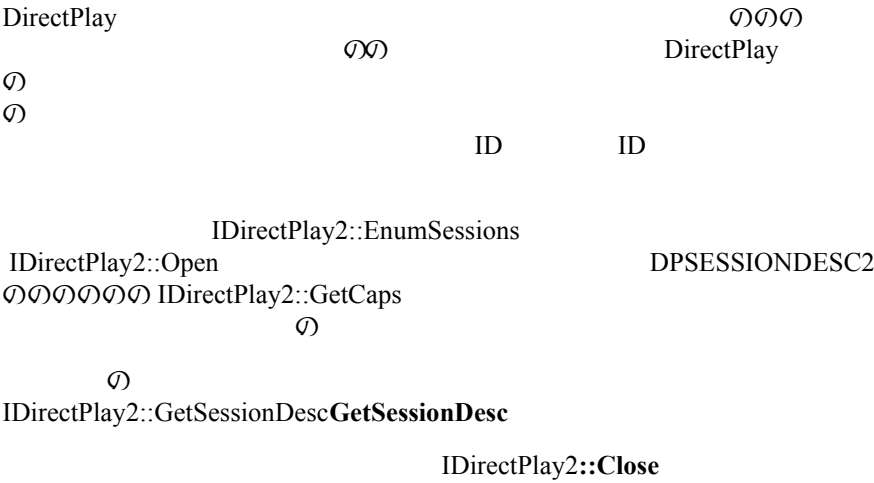 DirectPlay ののの
のの DirectPlay
の
の
ID ID
IDirectPlay2::EnumSessions
IDirectPlay2::Open DPSESSIONDESC2
のののののの IDirectPlay2::GetCaps
の
の
IDirectPlay2::GetSessionDescGetSessionDesc
IDirectPlay2::Close